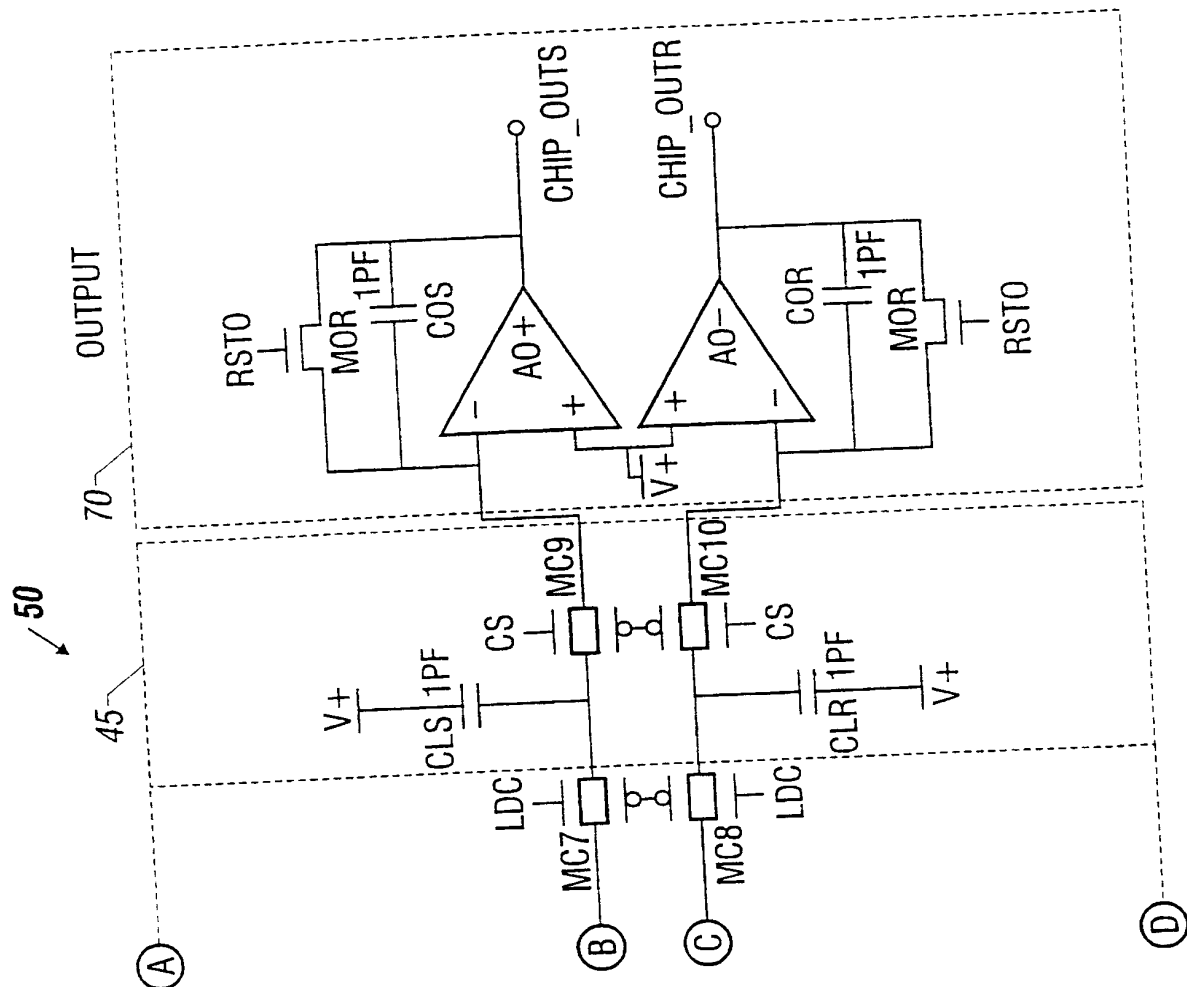 50
45
70
OUTPUT
RSTO
MOR
1PF
COS
AO+
-
+
CHIP_OUTS
V+
CLS
1PF
CS
MC9
LDC
MC7
A
B
C
MC8
LDC
MC10
CS
CLR
1PF
V+
V+
+
-
AO-
CHIP_OUTR
COR
1PF
MOR
RSTO
D